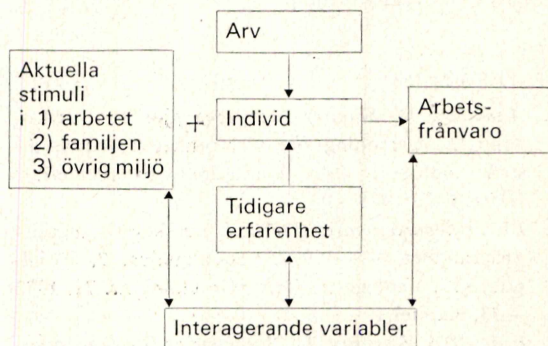 Arv
Aktuella
stimuli
i 1) arbetet
2) familjen
3) övrig miljö
+
Individ
Arbets-
frånvaro
Tidigare
erfarenhet
Interagerande variabler